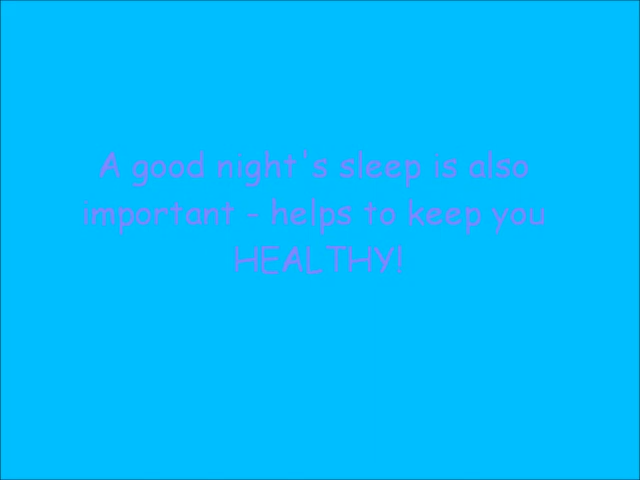 A good night's sleep is also
important - helps to keep you
HEALTHY!